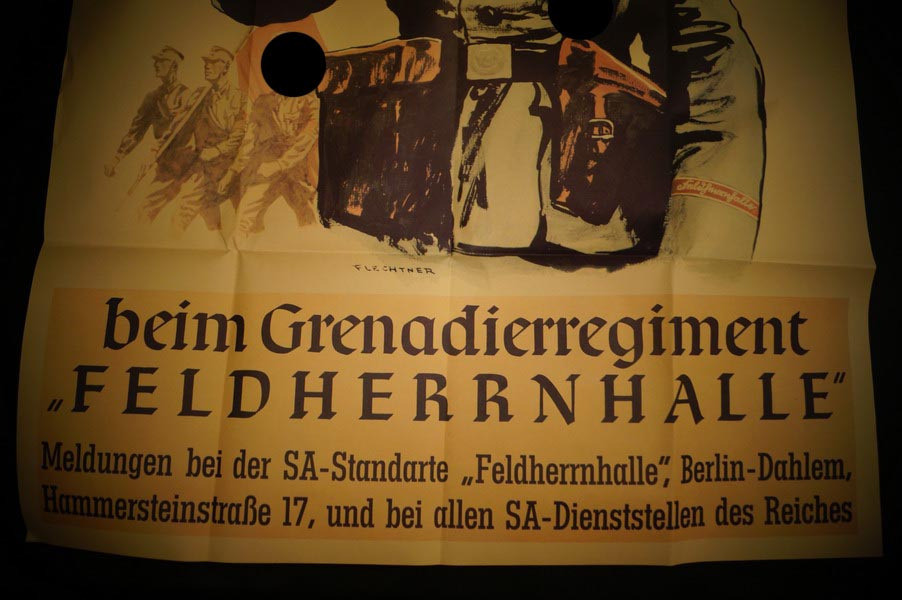 Feldherrnhalle
FLECHTNER
beim Grenadierregiment
„FELDHERRNHALLE“
Meldungen bei der SA-Standarte „Feldherrnhalle“, Berlin-Dahlem,
Hammersteinstraße 17, und bei allen SA-Dienststellen des Reiches